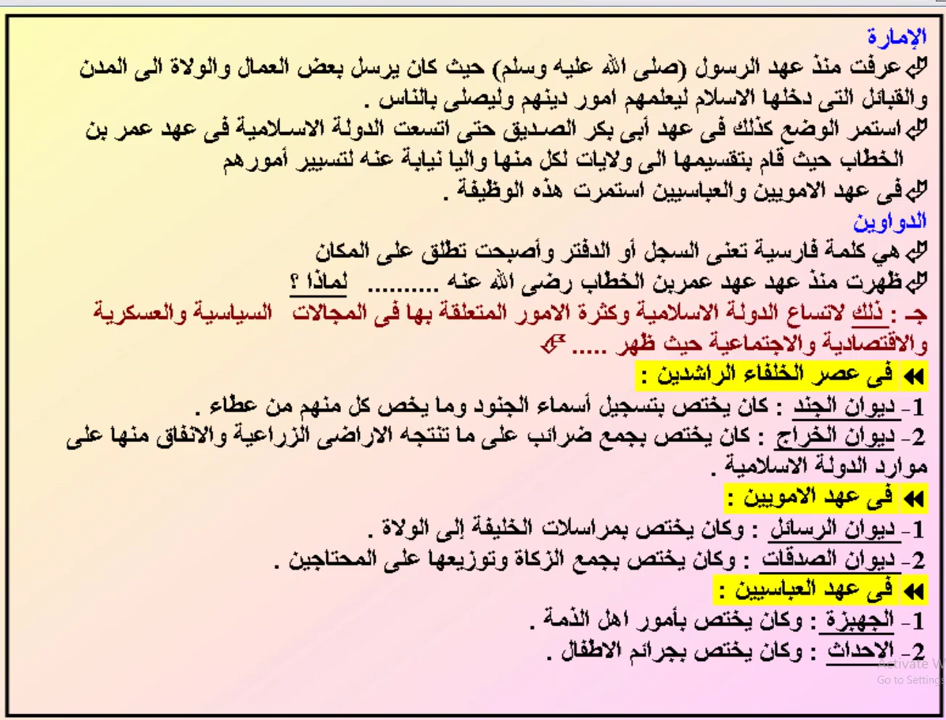 الإمارة
عرفت منذ عهد الرسول (صلى الله عليه وسلم) حيث كان يرسل بعض العمال والولاة الى المدن
والقبائل التى دخلها الاسلام ليعلمهم امور دينهم وليصلى بالناس .
استمر الوضع كذلك فى عهد أبى بكر الصديق حتى اتسعت الدولة الاسلامية فى عهد عمر بن
الخطاب حيث قام بتقسيمها الى ولايات لكل منها واليا نيابة عنه لتسيير أمورهم
فى عهد الامويين والعباسيين استمرت هذه الوظيفة .
الدواوين
هي كلمة فارسية تعنى السجل أو الدفتر وأصبحت تطلق على المكان
ظهرت منذ عهد عهد عمربن الخطاب رضى الله عنه .......... لماذا ؟
جـ : ذلك لاتساع الدولة الاسلامية وكثرة الامور المتعلقة بها فى المجالات السياسية والعسكرية
والاقتصادية والاجتماعية حيث ظهر .....
فى عصر الخلفاء الراشدين :
1- ديوان الجند : كان يختص بتسجيل أسماء الجنود وما يخص كل منهم من عطاء .
2- ديوان الخراج : كان يختص بجمع ضرائب على ما تنتجه الاراضى الزراعية والانفاق منها على
موارد الدولة الاسلامية .
فى عهد الامويين :
1- ديوان الرسائل : وكان يختص بمراسلات الخليفة إلى الولاة .
2- ديوان الصدقات : وكان يختص بجمع الزكاة وتوزيعها على المحتاجين .
فى عهد العباسيين :
1- الجهبزة : وكان يختص بأمور اهل الذمة .
2- الاحداث : وكان يختص بجرائم الاطفال .
Activate W
Go to Settings